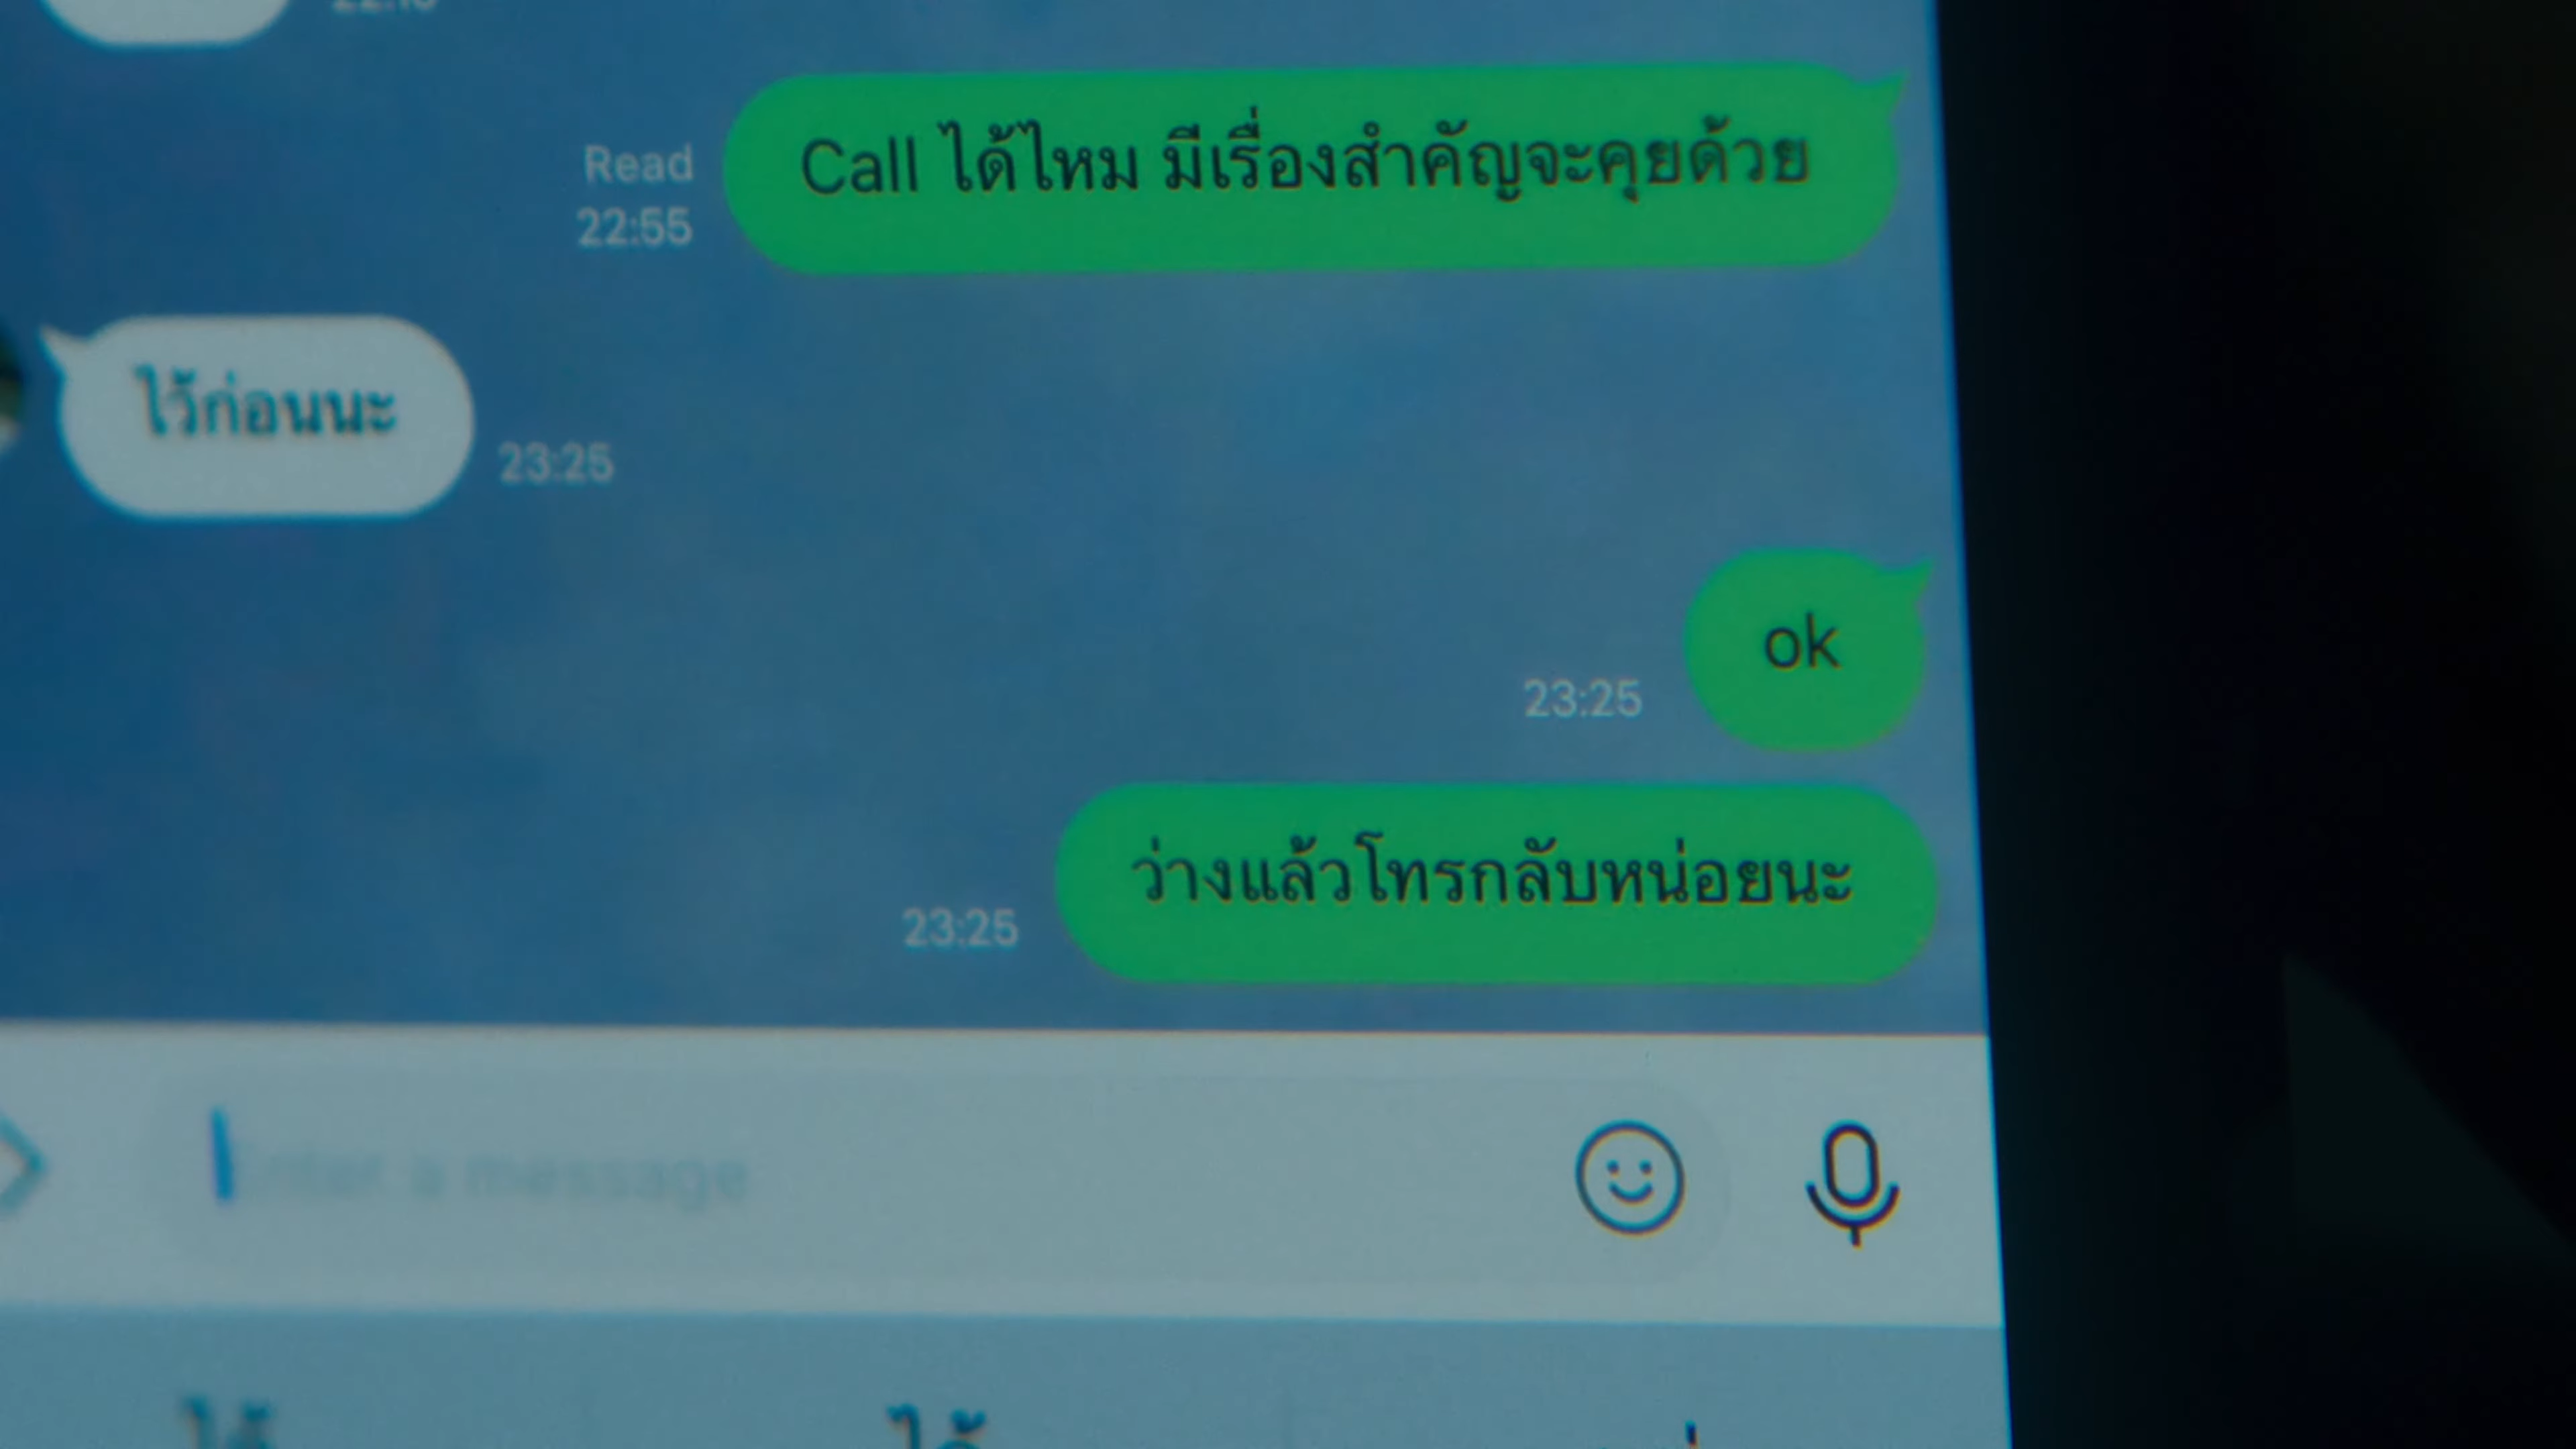 Call ได้ไหม มีเรื่องสำคัญจะคุยด้วย
Read
22:55
ไว้ก่อนนะ
23:25
ok
23:25
ว่างแล้วโทรกลับหน่อยนะ
23:25
Enter a message